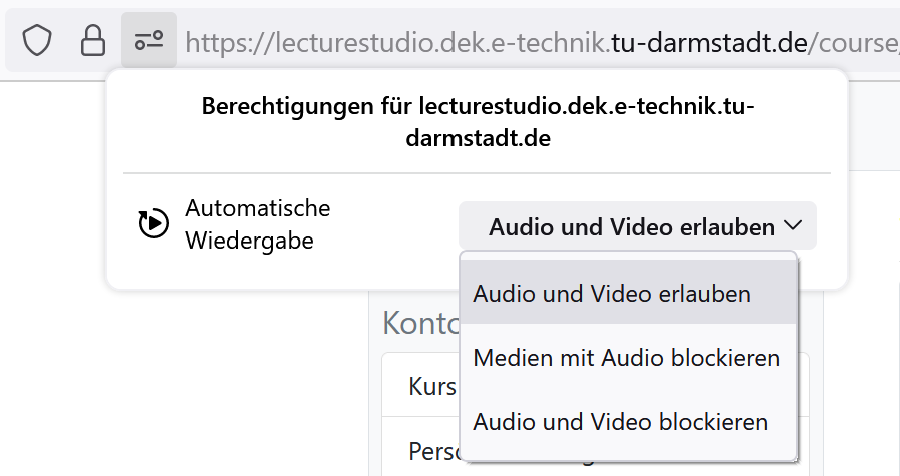 https://lecturestudio.dek.e-technik.tu-darmstadt.de/course/
Berechtigungen für lecturestudio.dek.e-technik.tu-
darmstadt.de
Automatische
Wiedergabe
Audio und Video erlauben
Audio und Video erlauben
Medien mit Audio blockieren
Audio und Video blockieren
Konto
Kurs